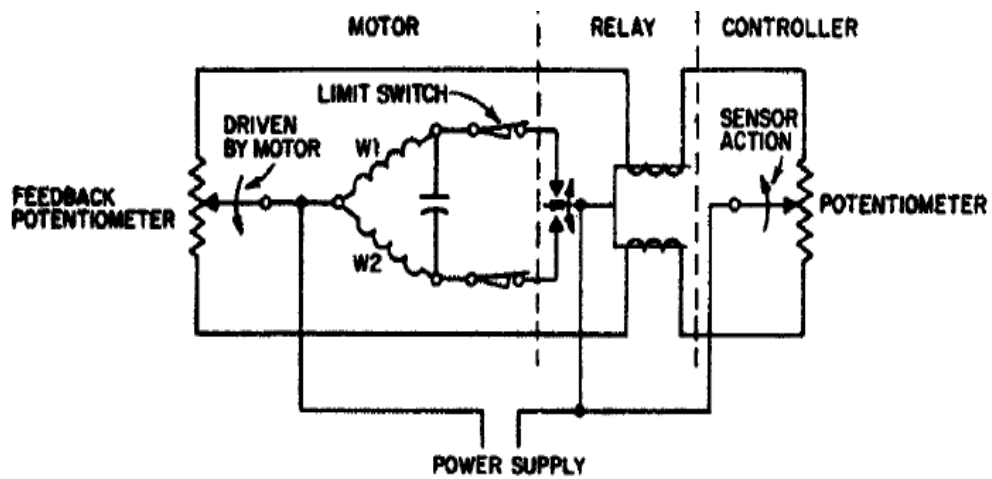 MOTOR
RELAY
CONTROLLER
LIMIT SWITCH
DRIVEN
BY MOTOR
W1
SENSOR
ACTION
FEEDBACK
POTENTIOMETER
POTENTIOMETER
W2
POWER SUPPLY